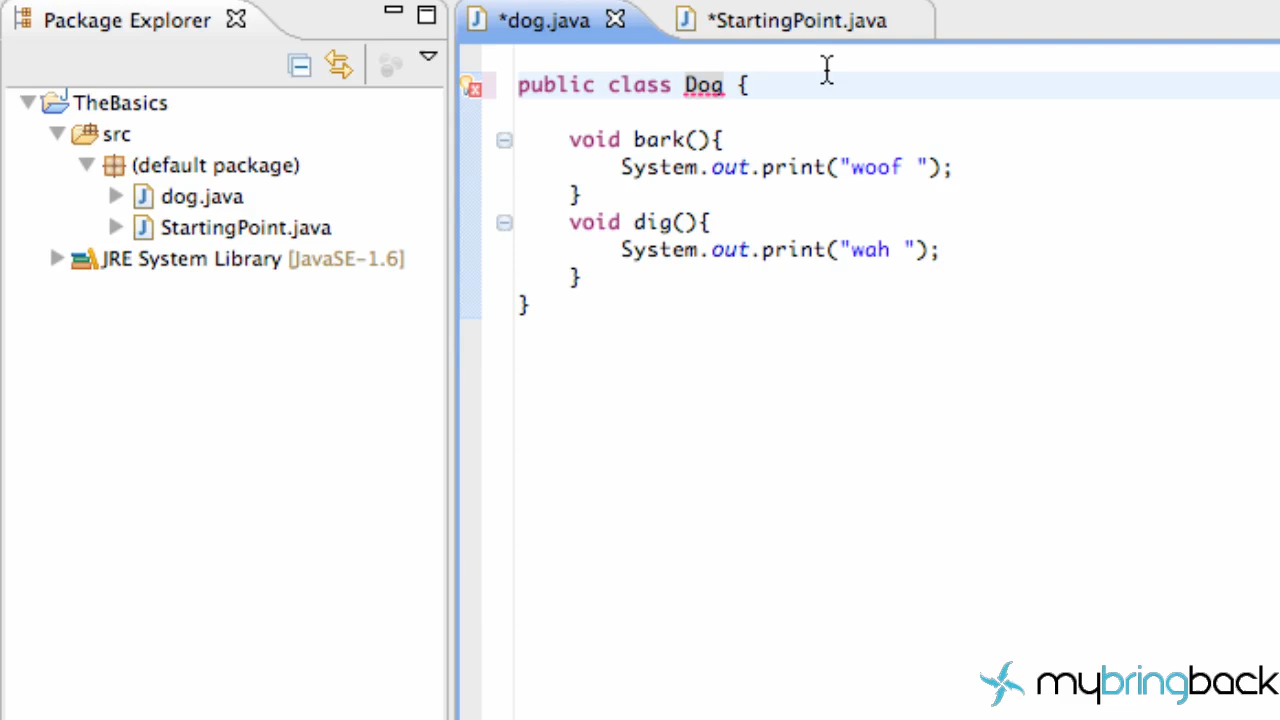 Package Explorer
*dog.java
*StartingPoint.java
TheBasics
src
(default package)
dog.java
StartingPoint.java
JRE System Library [JavaSE-1.6]
public class Dog {
void bark(){
System.out.print("woof ");
}
void dig(){
System.out.print("wah ");
}
}
mybringback